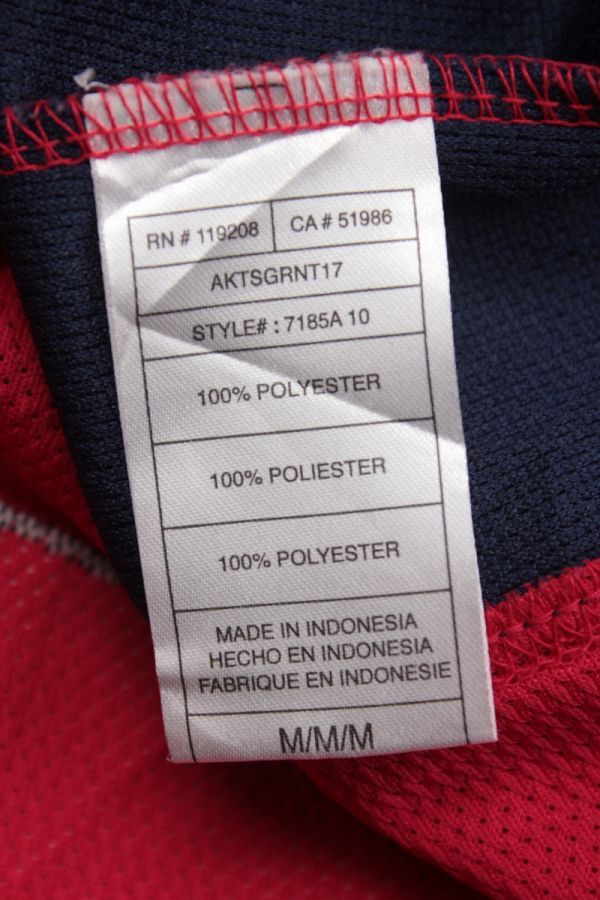 RN # 119208 CA # 51986
AKTSGRNT17
STYLE# : 7185A 10
100% POLYESTER
100% POLIESTER
100% POLYESTER
MADE IN INDONESIA
HECHO EN INDONESIA
FABRIQUE EN INDONESIE
M/M/M